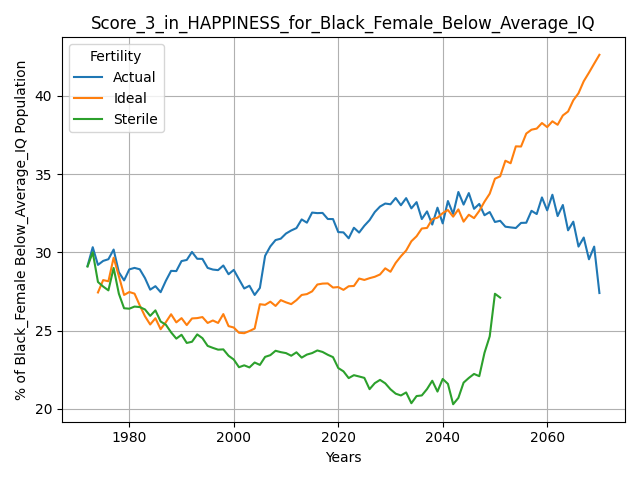 Score_3_in_HAPPINESS_for_Black_Female_Below_Average_IQ
% of Black_Female Below_Average_IQ Population
Fertility
Actual
Ideal
Sterile
40
35
30
25
20
1980
2000
2020
2040
2060
Years